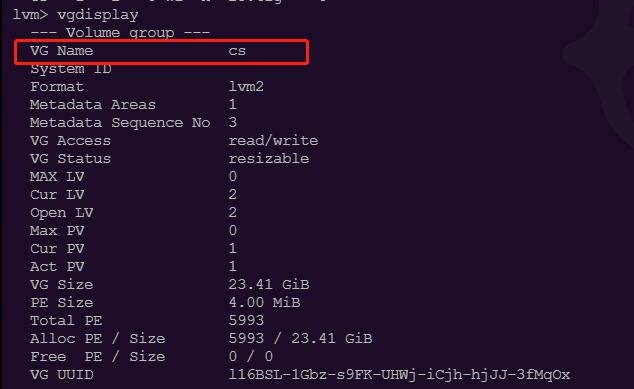 lvm> vgdisplay
--- Volume group ---
VG Name cs
System ID
Format lvm2
Metadata Areas 1
Metadata Sequence No 3
VG Access read/write
VG Status resizable
MAX LV 0
Cur LV 2
Open LV 2
Max PV 0
Cur PV 1
Act PV 1
VG Size 23.41 GiB
PE Size 4.00 MiB
Total PE 5993
Alloc PE / Size 5993 / 23.41 GiB
Free PE / Size 0 / 0
VG UUID l16BSL-1Gbz-s9FK-UHWj-iCjh-hjJJ-3fMqOx